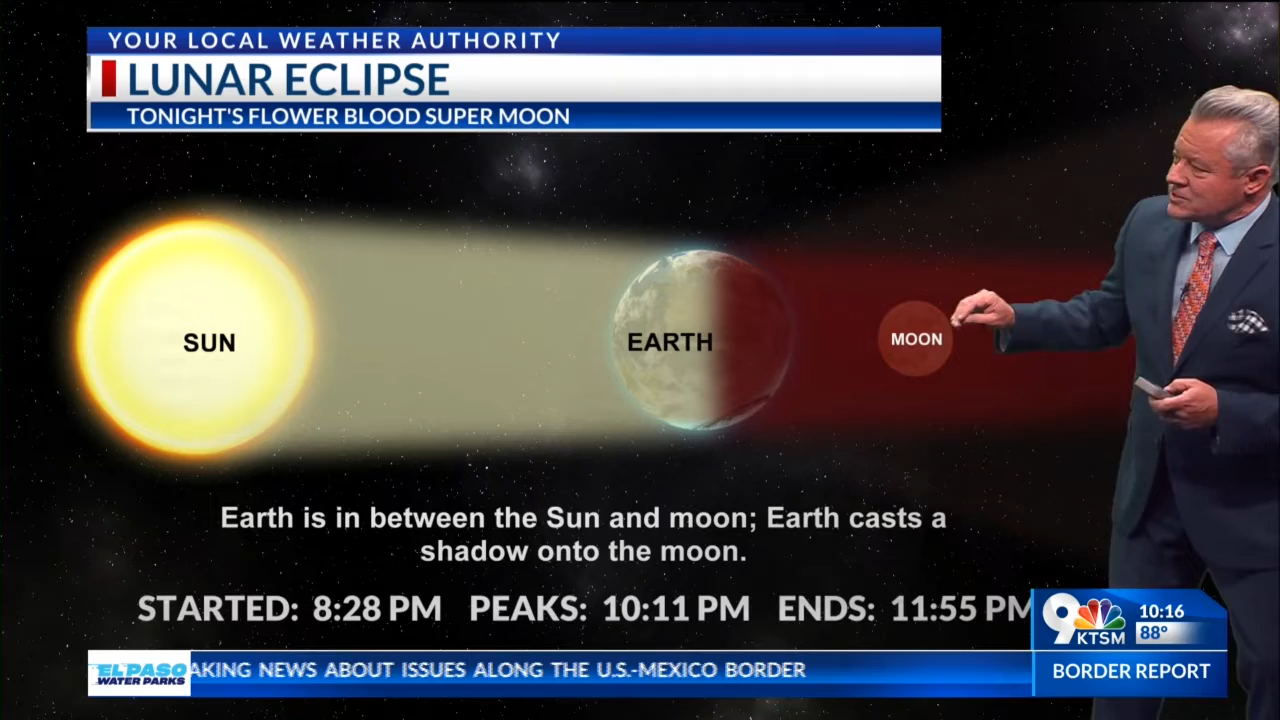 YOUR LOCAL WEATHER AUTHORITY
LUNAR ECLIPSE
TONIGHT'S FLOWER BLOOD SUPER MOON
SUN
EARTH
MOON
Earth is in between the Sun and moon; Earth casts a
shadow onto the moon.
STARTED: 8:28 PM PEAKS: 10:11 PM ENDS: 11:55 PM
9
KTSM
10:16
88°
EL PASO
WATER PARKS
AKING NEWS ABOUT ISSUES ALONG THE U.S.-MEXICO BORDER
BORDER REPORT